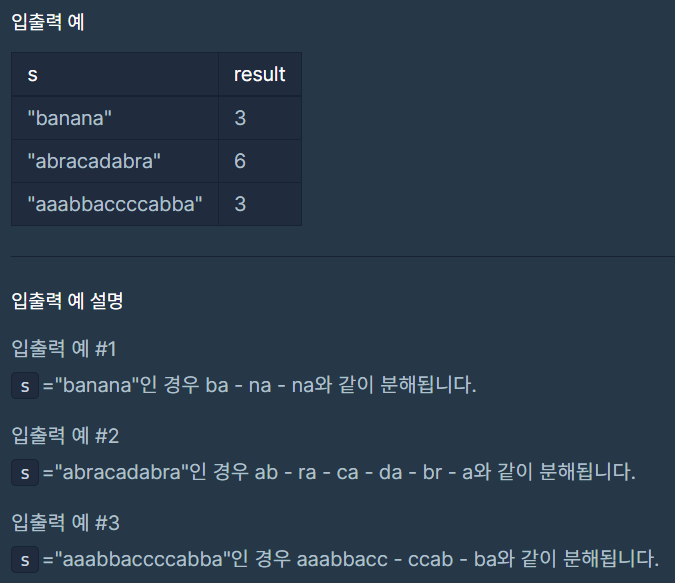 입출력 예
s result
"banana" 3
"abracadabra" 6
"aaabbaccccabba" 3
입출력 예 설명
입출력 예 #1
s ="banana"인 경우 ba - na - na와 같이 분해됩니다.
입출력 예 #2
s ="abracadabra"인 경우 ab - ra - ca - da - br - a와 같이 분해됩니다.
입출력 예 #3
s ="aaabbaccccabba"인 경우 aaabbacc - ccab - ba와 같이 분해됩니다.